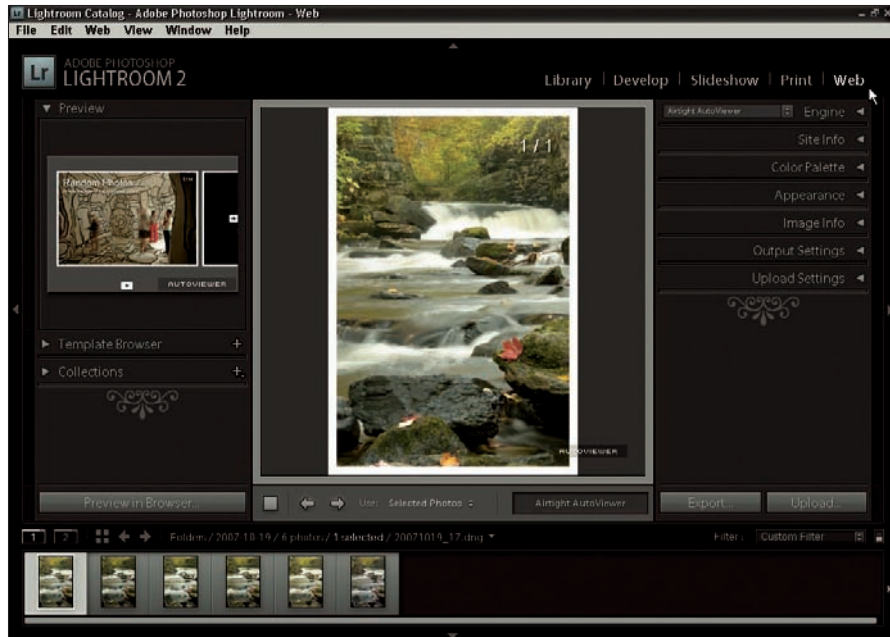 Lightroom Catalog - Adobe Photoshop Lightroom - Web
File Edit Web View Window Help
Lr
ADOBE PHOTOSHOP
LIGHTROOM 2
Library | Develop | Slideshow | Print | Web
Preview
Random Photos
AUTOVIEWER
Template Browser +
Collections +
Preview in Browser...
1 / 1
AUTOVIEWER
Use: Selected Photos
Airtight AutoViewer
Airtight AutoViewer Engine
Site Info
Color Palette
Appearance
Image Info
Output Settings
Upload Settings
Export... Upload...
1 2 Folder: / 2007-10-19 / 6 photos / 1 selected / 20071019_17.dng
Filter: Custom Filter